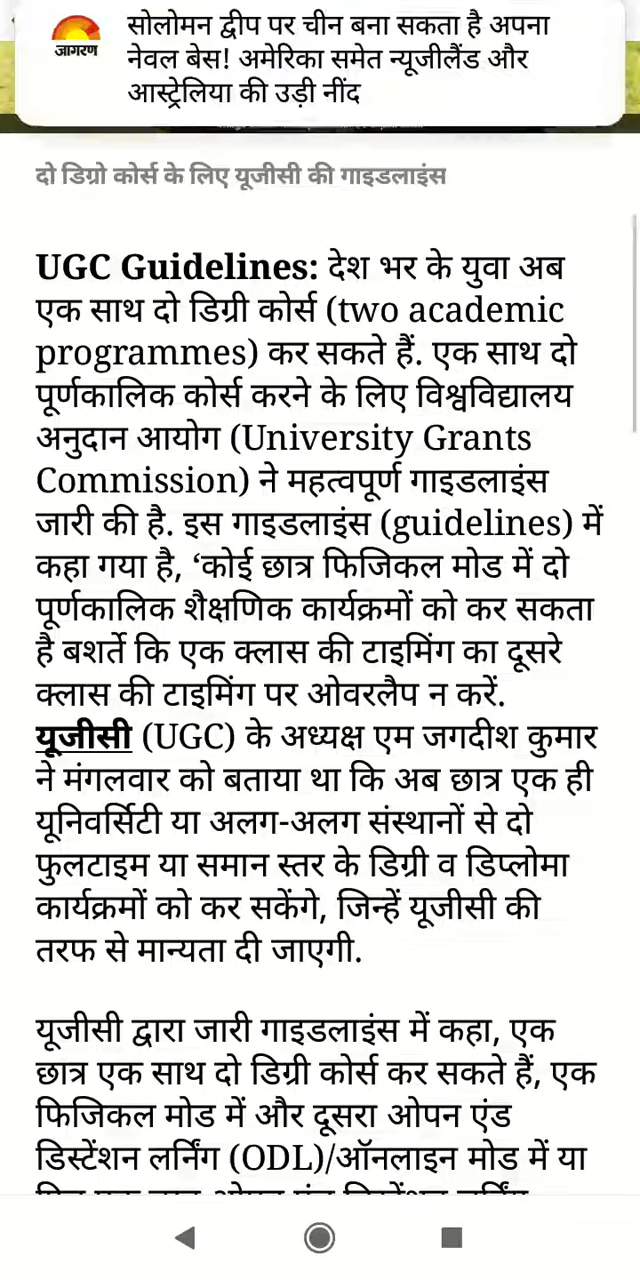 जागरण
सोलोमन द्वीप पर चीन बना सकता है अपना
नेवल बेस! अमेरिका समेत न्यूजीलैंड और
आस्ट्रेलिया की उड़ी नींद
दो डिग्रो कोर्स के लिए यूजीसी की गाइडलाइंस
UGC Guidelines: देश भर के युवा अब
एक साथ दो डिग्री कोर्स (two academic
programmes) कर सकते हैं. एक साथ दो
पूर्णकालिक कोर्स करने के लिए विश्वविद्यालय
अनुदान आयोग (University Grants
Commission) ने महत्वपूर्ण गाइडलाइंस
जारी की है. इस गाइडलाइंस (guidelines) में
कहा गया है, ‘कोई छात्र फिजिकल मोड में दो
पूर्णकालिक शैक्षणिक कार्यक्रमों को कर सकता
है बशर्ते कि एक क्लास की टाइमिंग का दूसरे
क्लास की टाइमिंग पर ओवरलैप न करें.
यूजीसी (UGC) के अध्यक्ष एम जगदीश कुमार
ने मंगलवार को बताया था कि अब छात्र एक ही
यूनिवर्सिटी या अलग-अलग संस्थानों से दो
फुलटाइम या समान स्तर के डिग्री व डिप्लोमा
कार्यक्रमों को कर सकेंगे, जिन्हें यूजीसी की
तरफ से मान्यता दी जाएगी.
यूजीसी द्वारा जारी गाइडलाइंस में कहा, एक
छात्र एक साथ दो डिग्री कोर्स कर सकते हैं, एक
फिजिकल मोड में और दूसरा ओपन एंड
डिस्टेंशन लर्निंग (ODL)/ऑनलाइन मोड में या